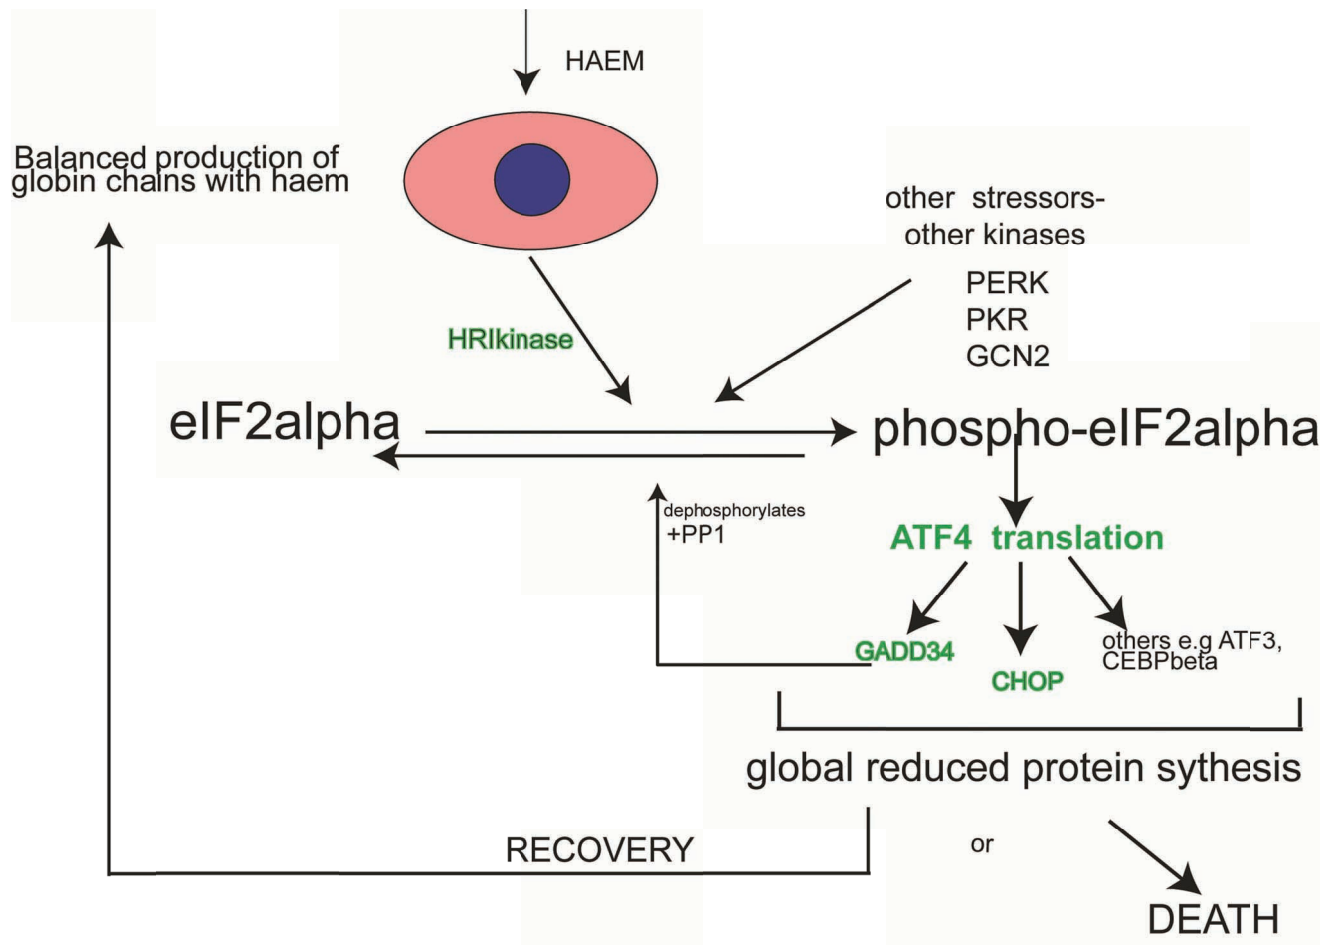 HAEM
Balanced production of
globin chains with haem
other stressors-
other kinases
PERK
PKR
GCN2
HRIkinase
eIF2alpha
phospho-eIF2alpha
dephosphorylates
+PP1
ATF4 translation
GADD34
CHOP
others e.g ATF3,
CEBPbeta
global reduced protein sythesis
RECOVERY
or
DEATH